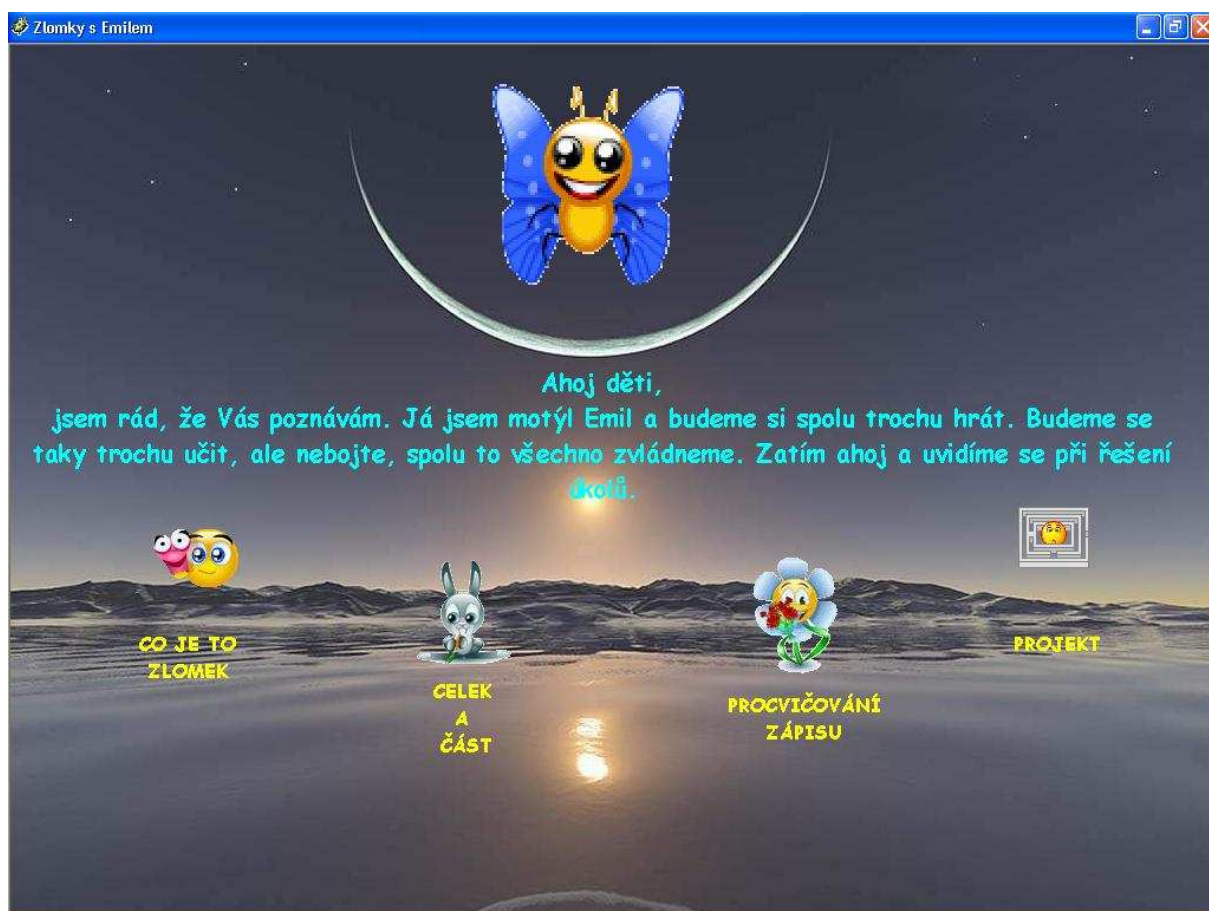 Zlomky s Emilem
Ahoj děti,
jsem rád, že Vás poznávám. Já jsem motýl Emil a budeme si spolu trochu hrát. Budeme se
taky trochu učit, ale nebojte, spolu to všechno zvládneme. Zatím ahoj a uvidíme se při řešení
úkolů.
CO JE TO
ZLOMEK
CELEK
A
ČÁST
PROCVIČOVÁNÍ
ZÁPISU
PROJEKT